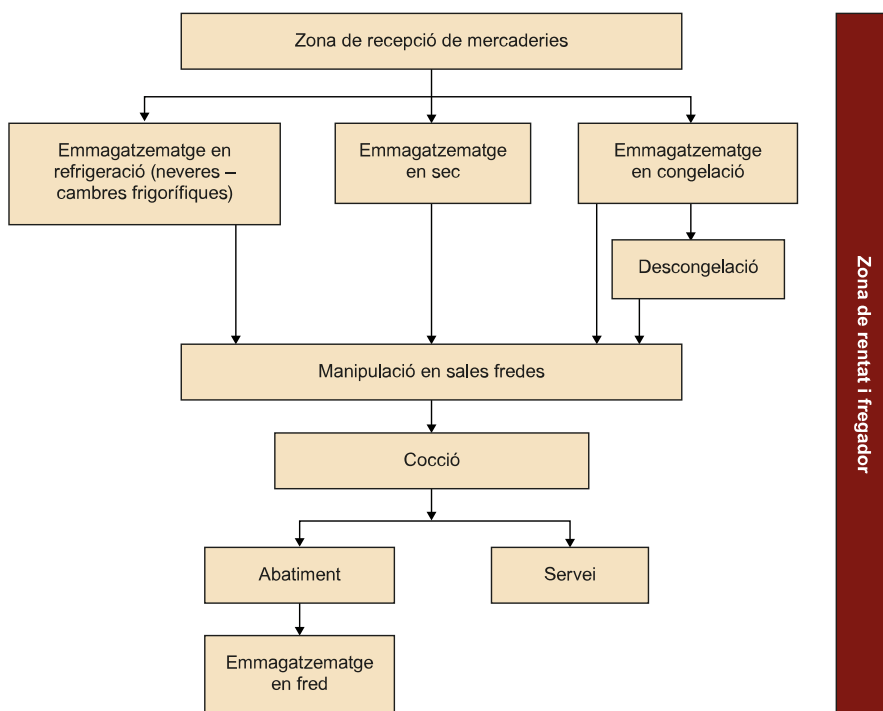 Zona de recepció de mercaderies
Emmagatzematge en
refrigeració (neveres –
cambres frigorífiques)
Emmagatzematge
en sec
Emmagatzematge
en congelació
Descongelació
Manipulació en sales fredes
Cocció
Abatiment
Servei
Emmagatzematge
en fred
Zona de rentat i fregador